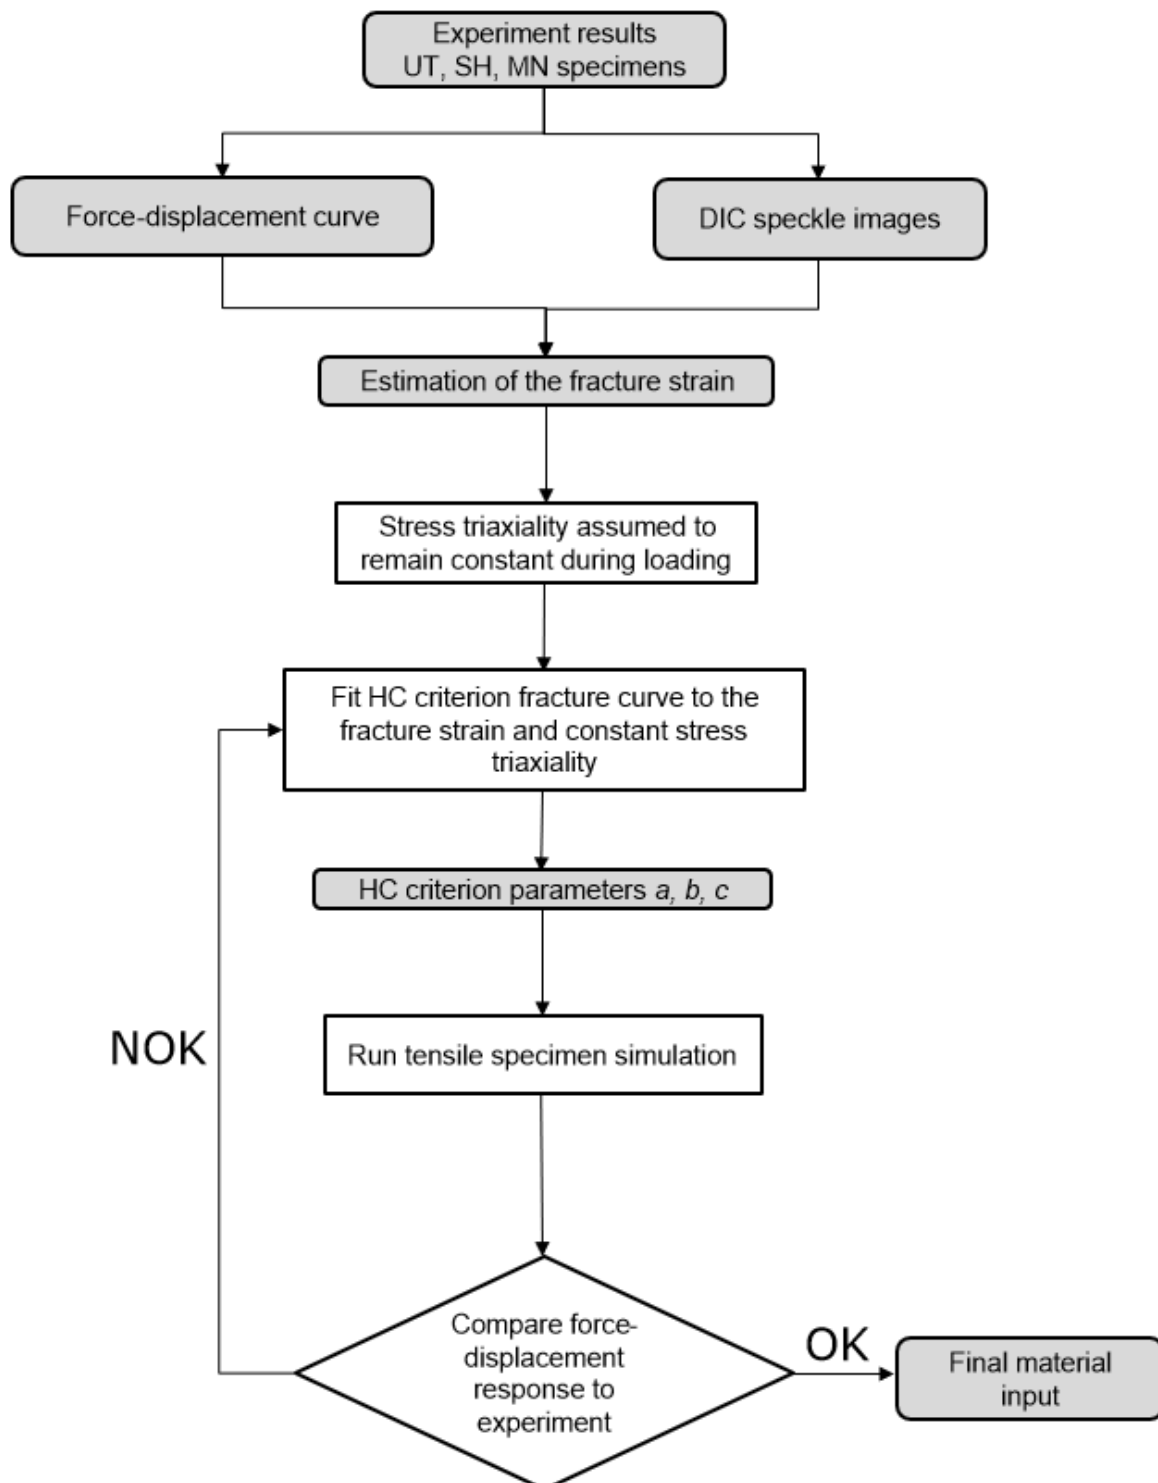 Experiment results
UT, SH, MN specimens
Force-displacement curve
DIC speckle images
Estimation of the fracture strain
Stress triaxiality assumed to
remain constant during loading
Fit HC criterion fracture curve to the
fracture strain and constant stress
triaxiality
HC criterion parameters a, b, c
NOK
Run tensile specimen simulation
Compare force-
displacement
response to
experiment
OK
Final material
input